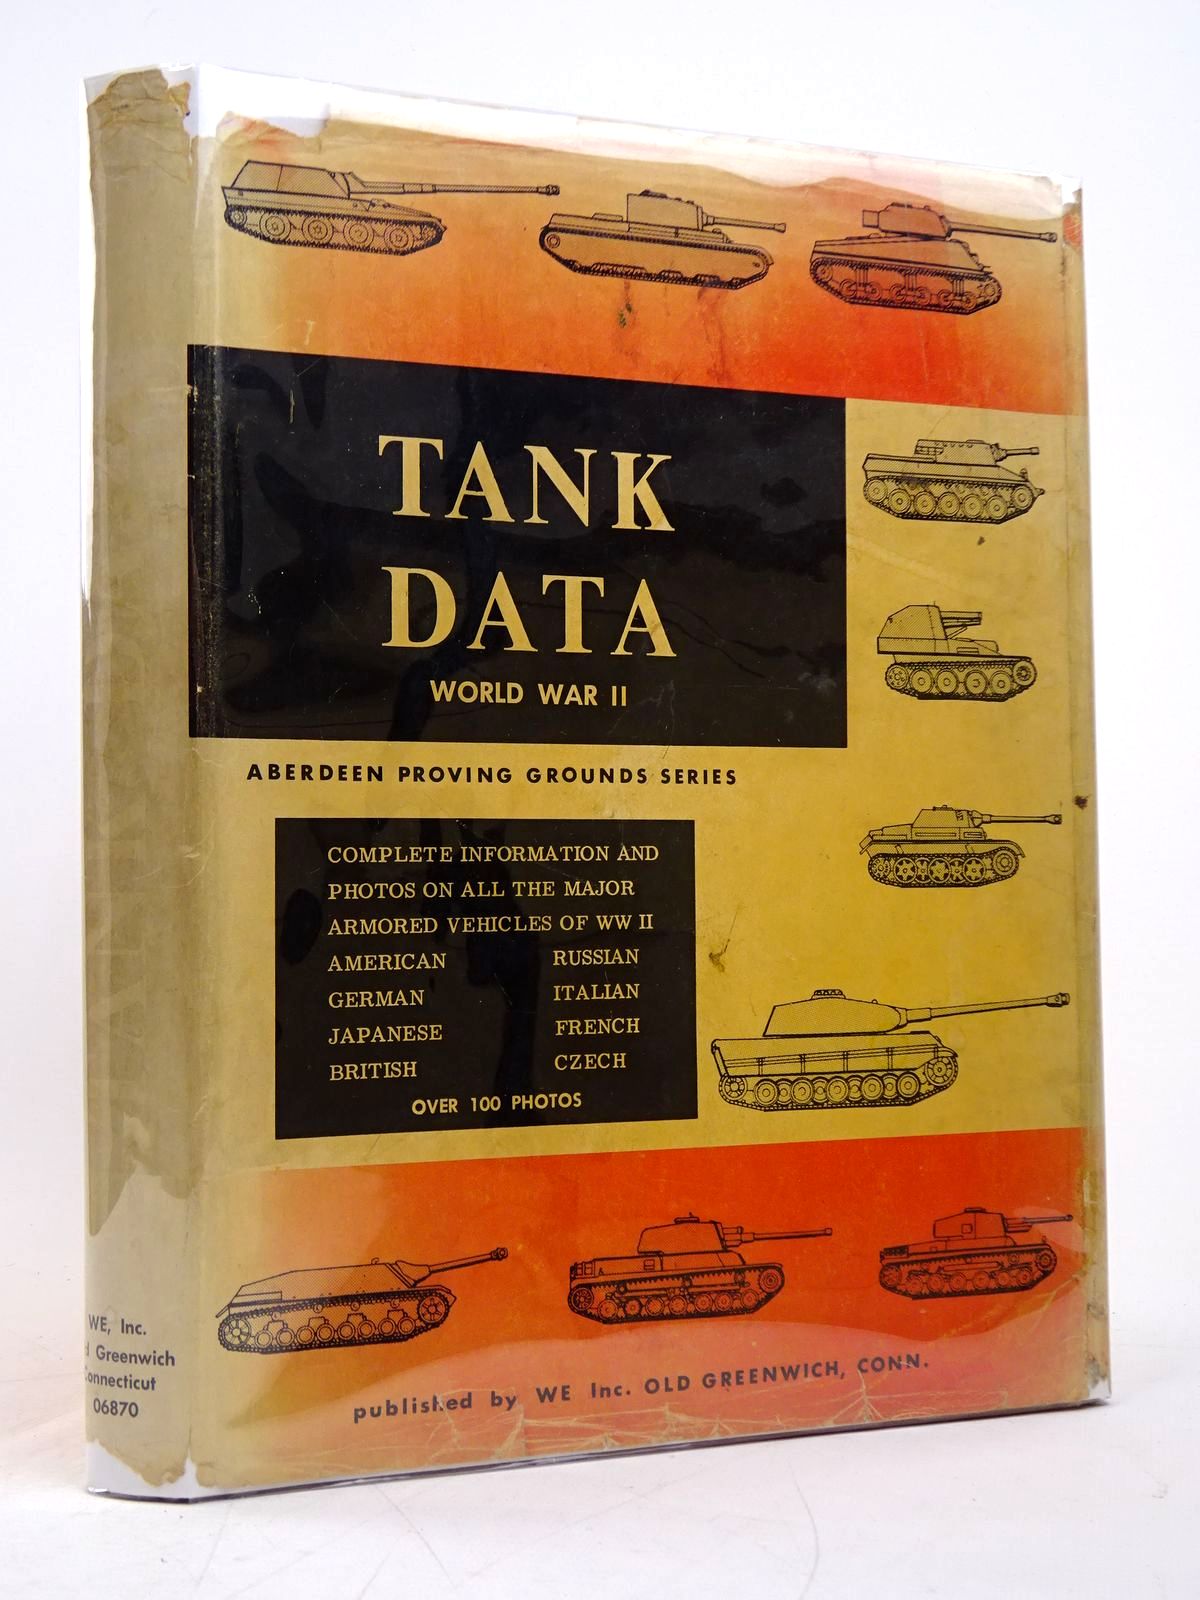 TANK
DATA
WORLD WAR II
ABERDEEN PROVING GROUNDS SERIES
COMPLETE INFORMATION AND
PHOTOS ON ALL THE MAJOR
ARMORED VEHICLES OF WW II
AMERICAN RUSSIAN
GERMAN ITALIAN
JAPANESE FRENCH
BRITISH CZECH
OVER 100 PHOTOS
published by WE Inc. OLD GREENWICH, CONN.
WE, Inc.
d Greenwich
Connecticut
06870